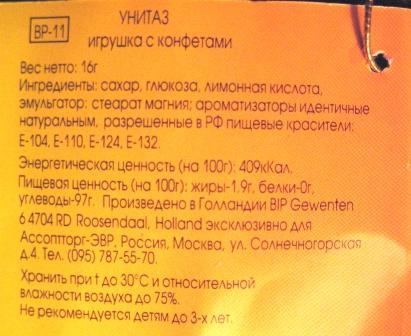 УНИТАЗ
ВР-11
игрушка с конфетами
Вес нетто: 16г
Ингредиенты: сахар, глюкоза, лимонная кислота,
эмульгатор: стеарат магния; ароматизаторы идентичные
натуральным, разрешенные в РФ пищевые красители:
Е-104, Е-110, Е-124, Е-132.
Энергетическая ценность (на 100г): 409кКал.
Пищевая ценность (на 100г): жиры-1.9г, белки-0г,
углеводы-97г. Произведено в Голландии BIP Gewenten
6 4704 RD Roosendaal, Holland эксклюзивно для
Ассоптторг-ЭВР, Россия, Москва, ул. Солнечногорская
д.4. Тел. (095) 787-55-70.
Хранить при t до 30°С и относительной
влажности воздуха до 75%.
Не рекомендуется детям до 3-х лет.